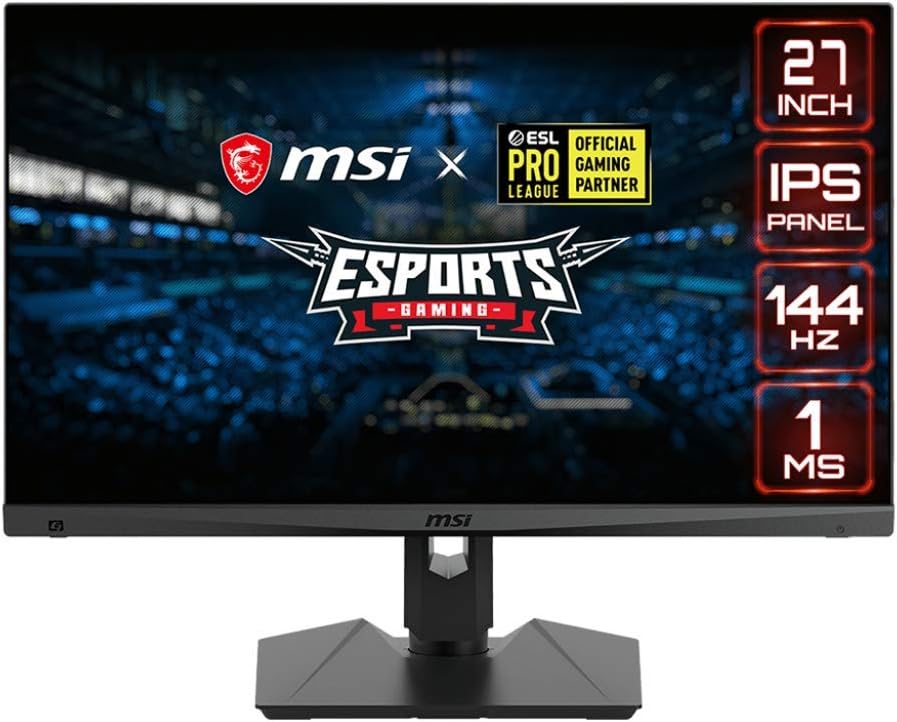 msi X
ESL
PRO
LEAGUE
OFFICIAL
GAMING
PARTNER
ESPORTS
-GAMING-
27
INCH
IPS
PANEL
144
HZ
1
MS
msi